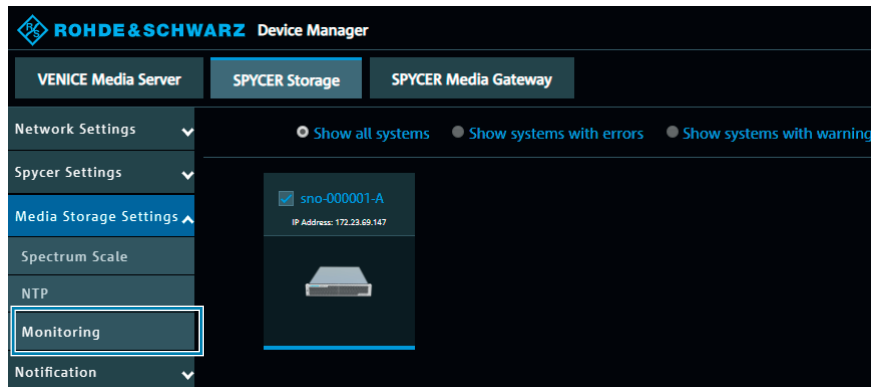 ROHDE&SCHWARZ Device Manager
VENICE Media Server
SPYCER Storage
SPYCER Media Gateway
Network Settings
Show all systems
Show systems with errors
Show systems with warning
Spycer Settings
sno-000001-A
IP Address: 172.23.69.147
Media Storage Settings
Spectrum Scale
NTP
Monitoring
Notification